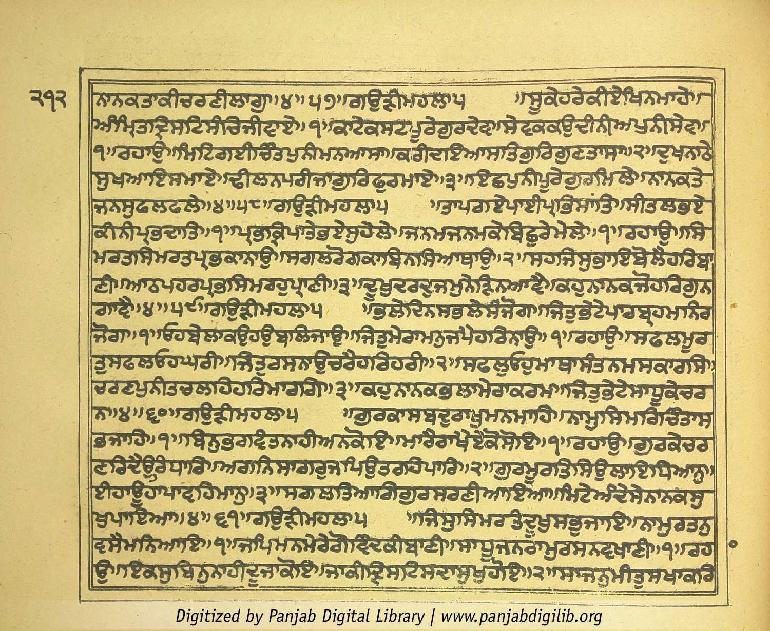 ੨੧੨
ਨਾਨਕਤਾਕੀਚਰਣੀਲਾਗੁ॥੪॥੫੭॥ਗਉੜੀਮਹਲਾ੫ ॥ਸੂਕੇਹਰੇਕੀਏਖਿਨਮਾਹੇ॥
ਅੰਮ੍ਰਿਤਦ੍ਰਿਸਟਿਸੰਚਿਜੀਵਾਏ॥੧॥ਕਾਟੇਕਸਟਪੂਰੇਗੁਰਦੇਵ॥ਸੇਵਕਕਉਦੀਨੀਅਪੁਨੀਸੇਵ॥
੧॥ਰਹਾਉ॥ਮਿਟਿਗਈਚਿੰਤਪੁਨੀਮਨਆਸਾ॥ਕਰੀਦਇਆਸਤਿਗੁਰਿਗੁਣਤਾਸਾ॥੨॥ਦੁਖਨਾਠੇ
ਸੁਖਆਇਸਮਾਏ॥ਢੀਲਨਪਰੀਜਾਗੁਰਿਫੁਰਮਾਏ॥੩॥ਇਛਪੁਨੀਪੂਰੇਗੁਰਮਿਲੇ॥ਨਾਨਕਤੇ
ਜਨਸੁਫਲਫਲੇ॥੪॥੫੮॥ਗਉੜੀਮਹਲਾ੫ ॥ਤਾਪਗਏਪਾਈਪ੍ਰਭਿਸਾਂਤਿ॥ਸੀਤਲਭਏ
ਕੀਨੀਪ੍ਰਭਦਾਤਿ॥੧॥ਪ੍ਰਭਕਿਰਪਾਤੇਭਏਸੁਹੇਲੇ॥ਜਨਮਜਨਮਕੇਬਿਛੁਰੇਮੇਲੇ॥੧॥ਰਹਾਉ॥ਸਿ
ਮਰਤਸਿਮਰਤਪ੍ਰਭਕਾਨਾਉ॥ਸਗਲਰੋਗਕਾਬਿਨਸਿਆਥਾਉ॥੨॥ਸਹਜਿਸੁਭਾਇਬੋਲੈਹਰਿਬਾ
ਣੀ॥ਆਠਪਹਰਪ੍ਰਭਸਿਮਰਹੁਪ੍ਰਾਣੀ॥੩॥ਦੂਖੁਦਰਦੁਜਮੁਨੇੜਿਨਆਵੈ॥ਕਹੁਨਾਨਕਜੋਹਰਿਗੁਨ
ਗਾਵੈ॥੪॥੫੯॥ਗਉੜੀਮਹਲਾ੫ ॥ਭਲੇਦਿਨਸਭਲੇਸੰਜੋਗ॥ਜਿਤੁਭੇਟੇਪਾਰਬ੍ਰਹਮਨਿਰ
ਜੋਗ॥੧॥ਓਹਬੇਲਾਕਉਹਉਬਲਿਜਾਉ॥ਜਿਤੁਮੇਰਾਮਨੁਜਪੈਹਰਿਨਾਉ॥੧॥ਰਹਾਉ॥ਸਫਲਮੂਰ
ਤੁਸਫਲਓਹਘਰੀ॥ਜਿਤੁਰਸਨਾਉਚਰੈਹਰਿਹਰੀ॥੨॥ਸਫਲੁਓਹੁਮਾਥਾਸੰਤਨਮਸਕਾਰਸਿ॥
ਚਰਣਪੁਨੀਤਚਲਹਿਹਰਿਮਾਰਗਿ॥੩॥ਕਹੁਨਾਨਕਭਲਾਮੇਰਾਕਰਮ॥ਜਿਤੁਭੇਟੇਸਾਧੂਕੇਚਰ
ਨ॥੪॥੬੦॥ਗਉੜੀਮਹਲਾ੫ ॥ਗੁਰਕਾਸਬਦੁਰਾਖੁਮਨਮਾਹਿ॥ਨਾਮੁਸਿਮਰਿਚਿੰਤਾਸ
ਭਜਾਹਿ॥੧॥ਬਿਨੁਭਗਵੰਤਨਾਹੀਅਨਕੋਇ॥ਮਾਰੈਰਾਖੈਏਕੋਸੋਇ॥੧॥ਰਹਾਉ॥ਗੁਰਕੇਚਰ
ਣਰਿਦੈਉਰਿਧਾਰਿ॥ਅਗਨਿਸਾਗਰੁਜਪਿਉਤਰਹਿਪਾਰਿ॥੨॥ਗੁਰਮੂਰਤਿਸਿਉਲਾਇਧਿਆਨੁ॥
ਈਹਾਊਹਾਪਾਵਹਿਮਾਨੁ॥੩॥ਸਗਲਤਿਆਗਿਗੁਰਸਰਣੀਆਇਆ॥ਮਿਟੇਅੰਦੇਸੇਨਾਨਕਸੁ
ਖੁਪਾਇਆ॥੪॥੬੧॥ਗਉੜੀਮਹਲਾ੫ ॥ਜਿਸੁਸਿਮਰਤਦੂਖੁਸਭੁਜਾਇ॥ਨਾਮੁਰਤਨੁ
ਵਸੈਮਨਿਆਇ॥੧॥ਜਪਿਮਨਮੇਰੇਗੋਵਿੰਦਕੀਬਾਣੀ॥ਸਾਧੂਜਨਰਾਮੁਰਸਨਵਖਾਣੀ॥੧॥ਰਹ
ਉ॥ਇਕਸੁਬਿਨੁਨਾਹੀਦੂਜਾਕੋਇ॥ਜਾਕੀਦ੍ਰਿਸਟਿਸਦਾਸੁਖੁਹੋਇ॥੨॥ਸਾਜਨੁਮੀਤੁਸਖਾਕਰਿ
Digitized by Panjab Digital Library | www.panjabdigilib.org